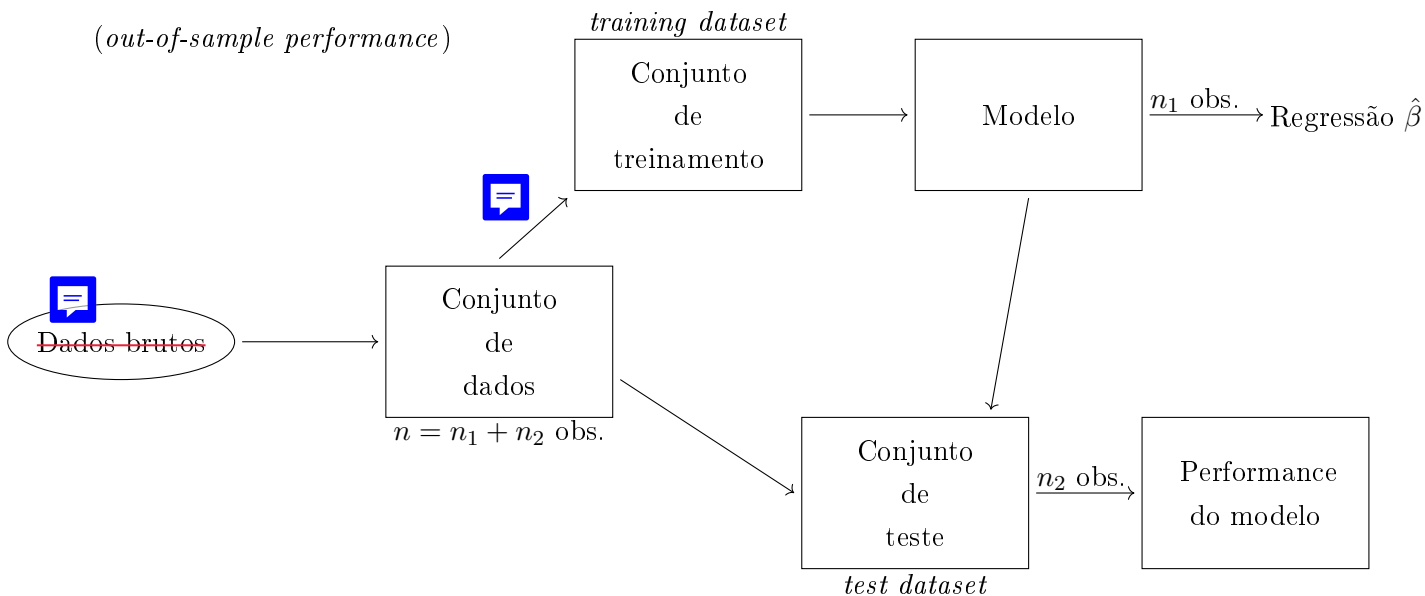 (out-of-sample performance)
training dataset
Conjunto
de
treinamento
Modelo
n₁ obs.
Regressão β̂
Dados brutos
Conjunto
de
dados
n = n₁ + n₂ obs.
Conjunto
de
teste
test dataset
n₂ obs.
Performance
do modelo